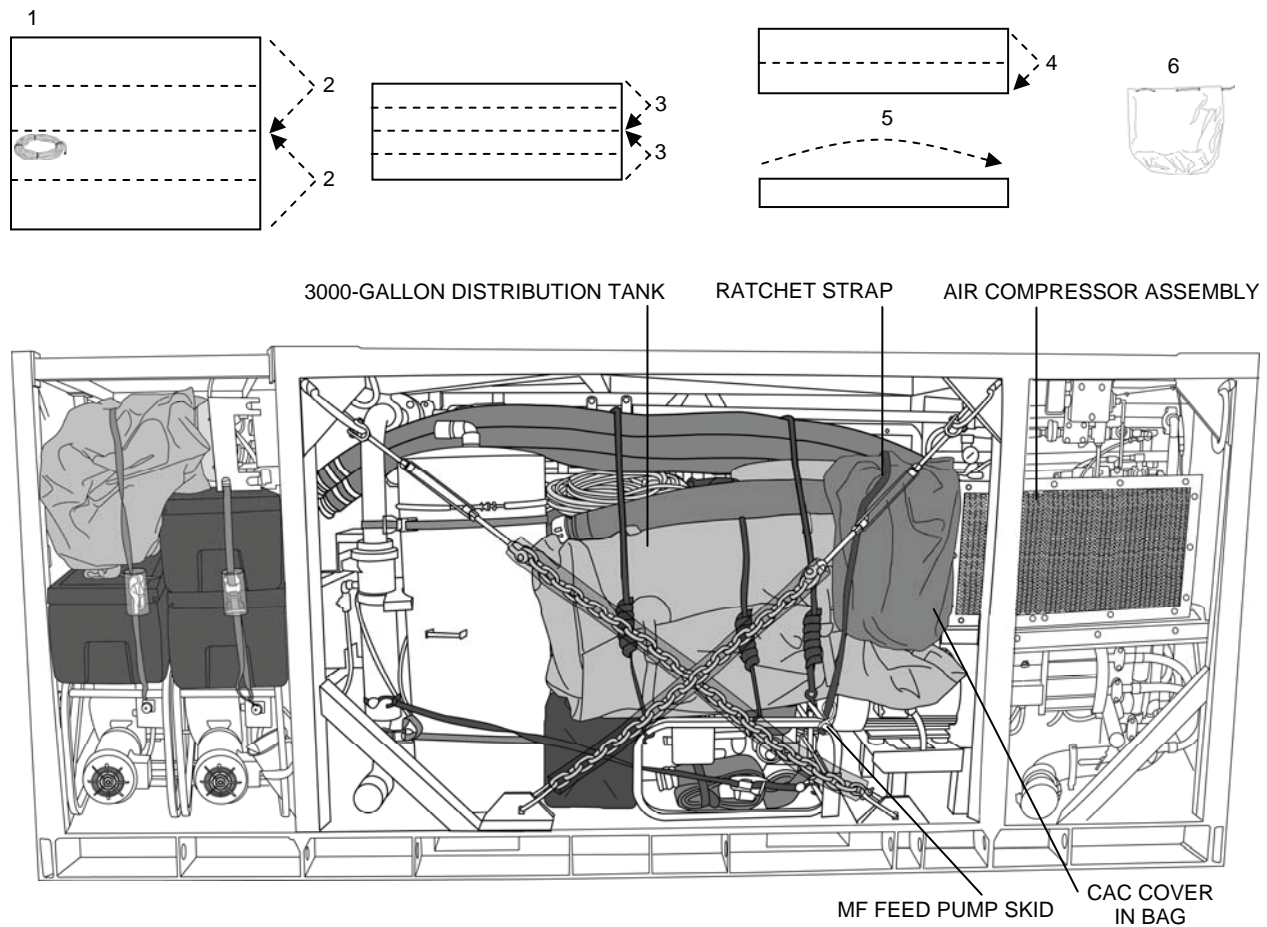 1
2
2
3
3
4
5
6
3000-GALLON DISTRIBUTION TANK
RATCHET STRAP
AIR COMPRESSOR ASSEMBLY
MF FEED PUMP SKID
CAC COVER
IN BAG